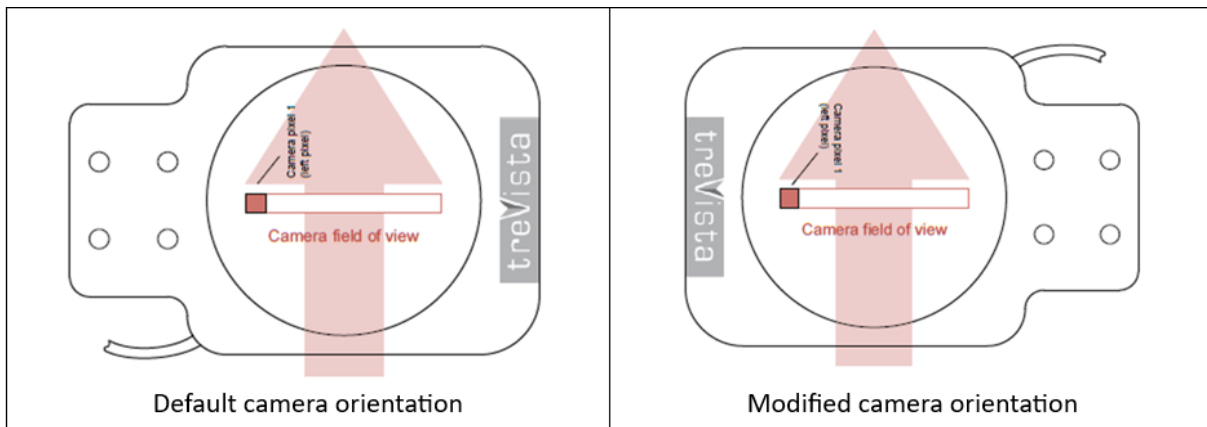 Camera pixel 1
(left pixel)
Camera field of view
treVista
Default camera orientation
treVista
Camera pixel 1
(left pixel)
Camera field of view
Modified camera orientation